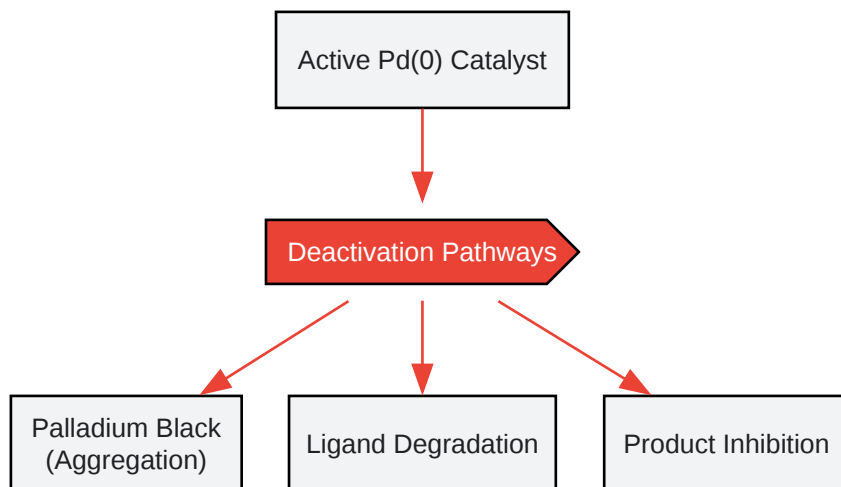 Active Pd(0) Catalyst
Deactivation Pathways
Palladium Black
(Aggregation)
Ligand Degradation
Product Inhibition